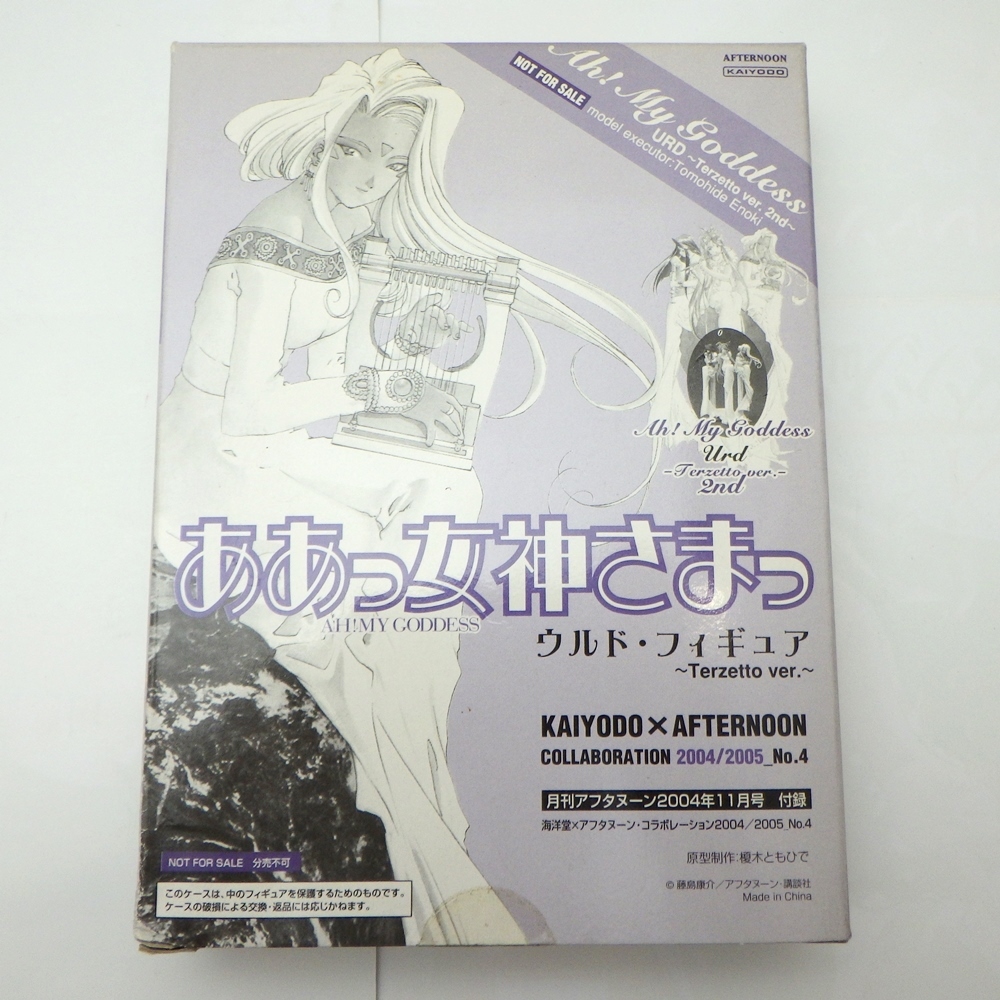 AFTERNOON
KAIYODO
Ah! My Goddess
NOT FOR SALE
URD ~Terzetto ver. 2nd~
model executor:Tomohide Enoki
Ah! My Goddess
Urd
-Terzetto ver.-
2nd
ああっ女神さまっ
AH!MY GODDESS
ウルド・フィギュア
~Terzetto ver.~
KAIYODO×AFTERNOON
COLLABORATION 2004/2005_No.4
月刊アフタヌーン2004年11月号 付録
海洋堂×アフタヌーン・コラボレーション2004/2005_No.4
原型制作:榎木ともひで
© 藤島康介/アフタヌーン・講談社
Made in China
NOT FOR SALE 分売不可
このケースは、中のフィギュアを保護するためのものです。
ケースの破損による交換・返品には応じかねます。